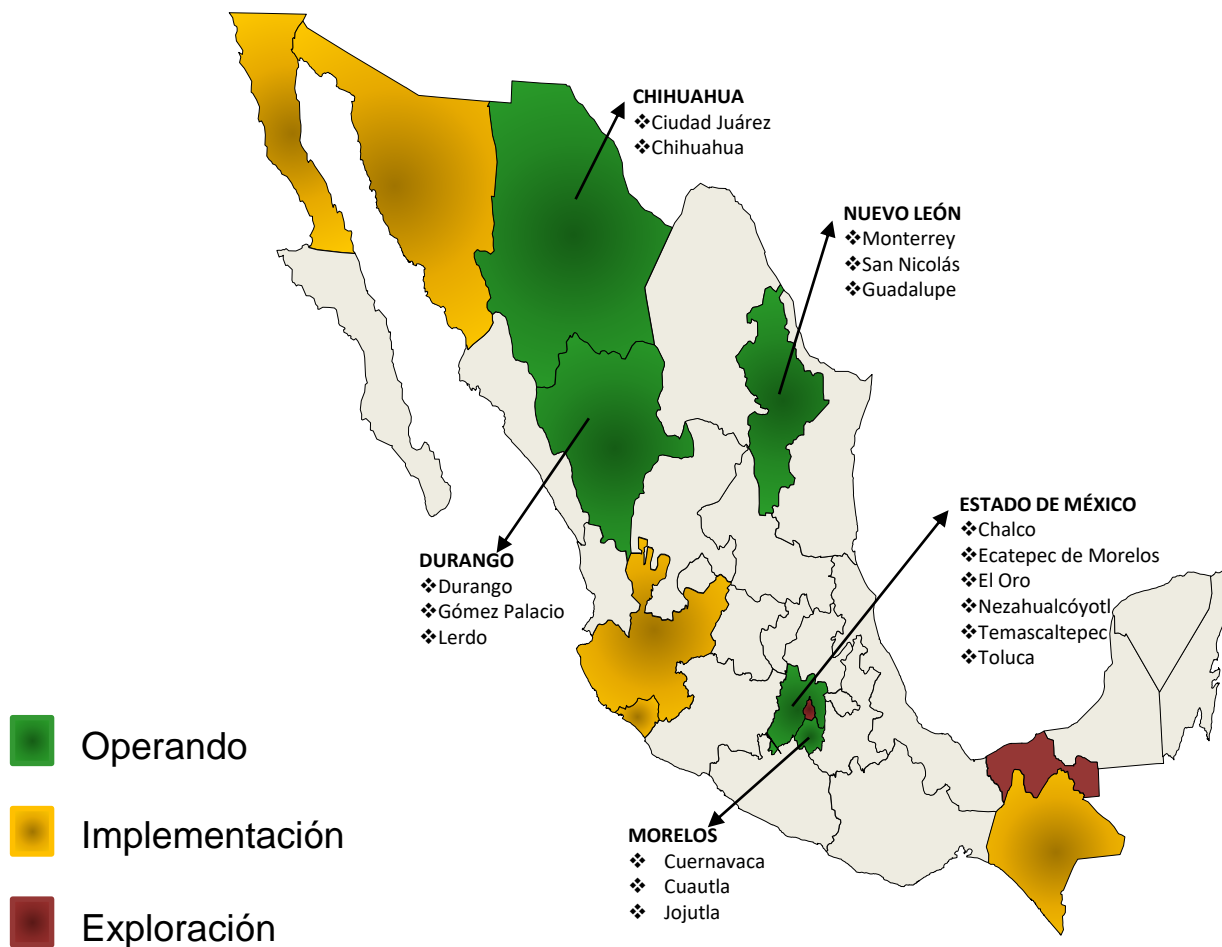 CHIHUAHUA
❖Ciudad Juárez
❖Chihuahua
NUEVO LEÓN
❖Monterrey
❖San Nicolás
❖Guadalupe
ESTADO DE MÉXICO
❖Chalco
❖Ecatepec de Morelos
❖El Oro
❖Nezahualcóyotl
❖Temascaltepec
❖Toluca
DURANGO
❖Durango
❖Gómez Palacio
❖Lerdo
MORELOS
❖ Cuernavaca
❖ Cuautla
❖ Jojutla
Operando
Implementación
Exploración